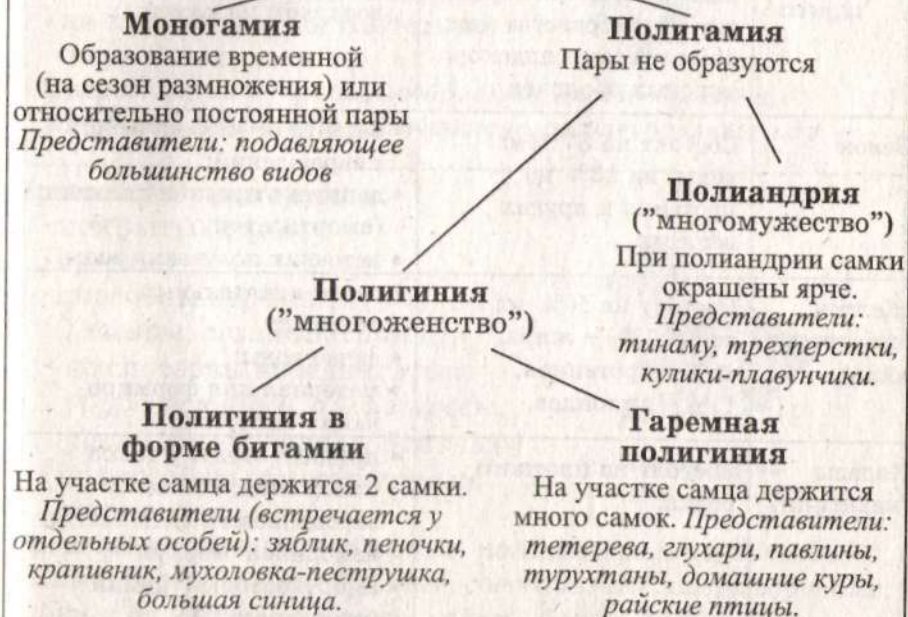 Моногамия
Образование временной
(на сезон размножения) или
относительно постоянной пары
Представители: подавляющее
большинство видов
Полигамия
Пары не образуются
Полиандрия
("многомужество")
При полиандрии самки
окрашены ярче.
Представители:
тинаму, трехперстки,
кулики-плавунчики.
Полигиния
("многоженство")
Полигиния в
форме бигамии
На участке самца держится 2 самки.
Представители (встречается у
отдельных особей): зяблик, пеночки,
крапивник, мухоловка-пеструшка,
большая синица.
Гаремная
полигиния
На участке самца держится
много самок. Представители:
тетерева, глухари, павлины,
турухтаны, домашние куры,
райские птицы.